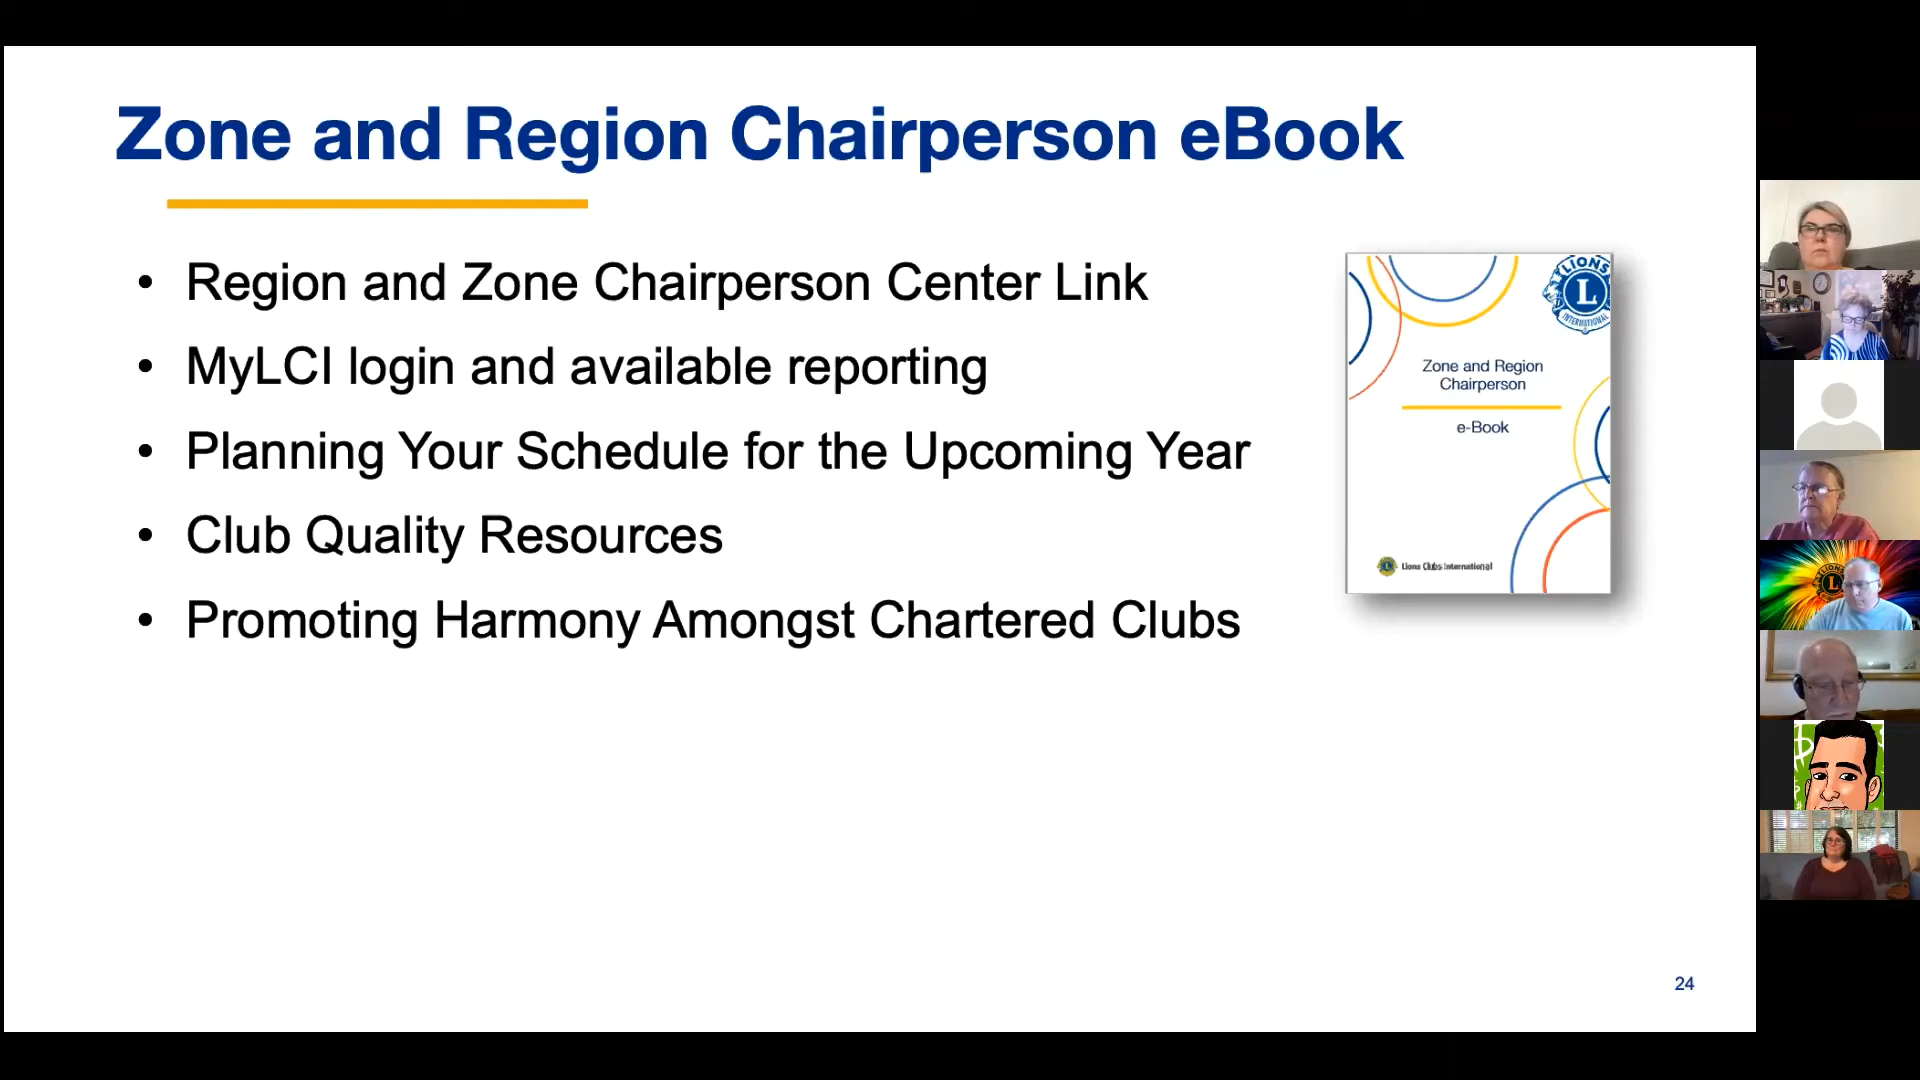 Zone and Region Chairperson eBook
• Region and Zone Chairperson Center Link
• MyLCI login and available reporting
• Planning Your Schedule for the Upcoming Year
• Club Quality Resources
• Promoting Harmony Amongst Chartered Clubs
LIONS
L
INTERNATIONAL
Zone and Region
Chairperson
e-Book
Lions Clubs International
24
LIONS
L